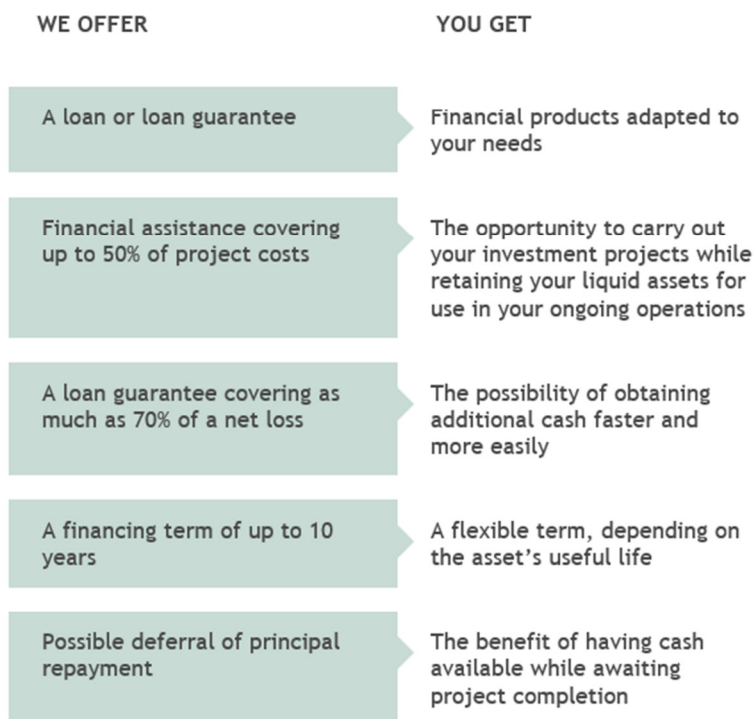 WE OFFER
YOU GET
A loan or loan guarantee
Financial products adapted to
your needs
Financial assistance covering
up to 50% of project costs
The opportunity to carry out
your investment projects while
retaining your liquid assets for
use in your ongoing operations
A loan guarantee covering as
much as 70% of a net loss
The possibility of obtaining
additional cash faster and
more easily
A financing term of up to 10
years
A flexible term, depending on
the asset's useful life
Possible deferral of principal
repayment
The benefit of having cash
available while awaiting
project completion